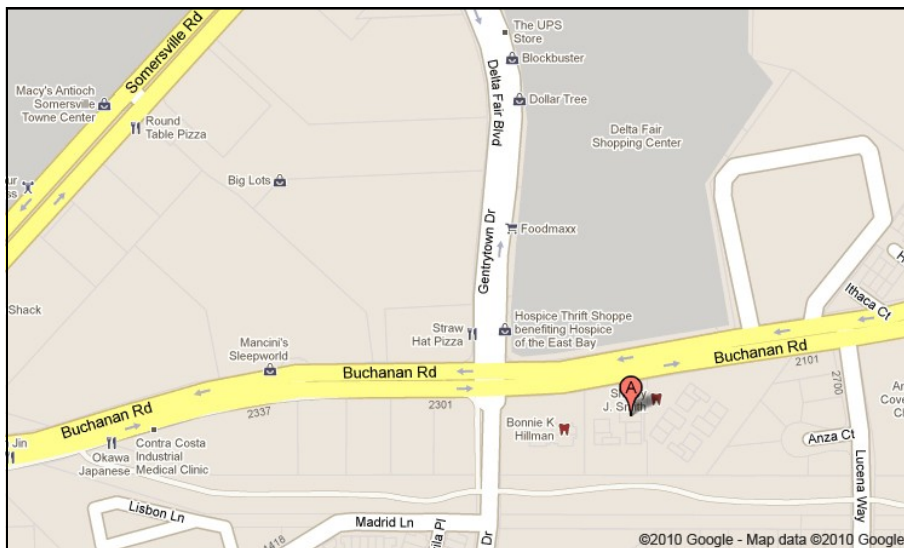 Somersville Rd
The UPS
Store
Blockbuster
Delta Fair Blvd
Macy's Antioch
Somersville
Towne Center
Dollar Tree
Round
Table Pizza
Delta Fair
Shopping Center
Big Lots
Gentrytown Dr
Foodmaxx
Ithaca Ct
Shack
Straw
Hat Pizza
Hospice Thrift Shoppe
benefiting Hospice
of the East Bay
Mancini's
Sleepworld
Buchanan Rd
Buchanan Rd
2101
2700
A
J. Smith
Buchanan Rd
2337
2301
Bonnie K
Hillman
Anza Ct
Jin
Okawa
Japanese
Contra Costa
Industrial
Medical Clinic
Lucena Way
Lisbon Ln
Madrid Ln
1418
Pl
Dr
©2010 Google - Map data ©2010 Google